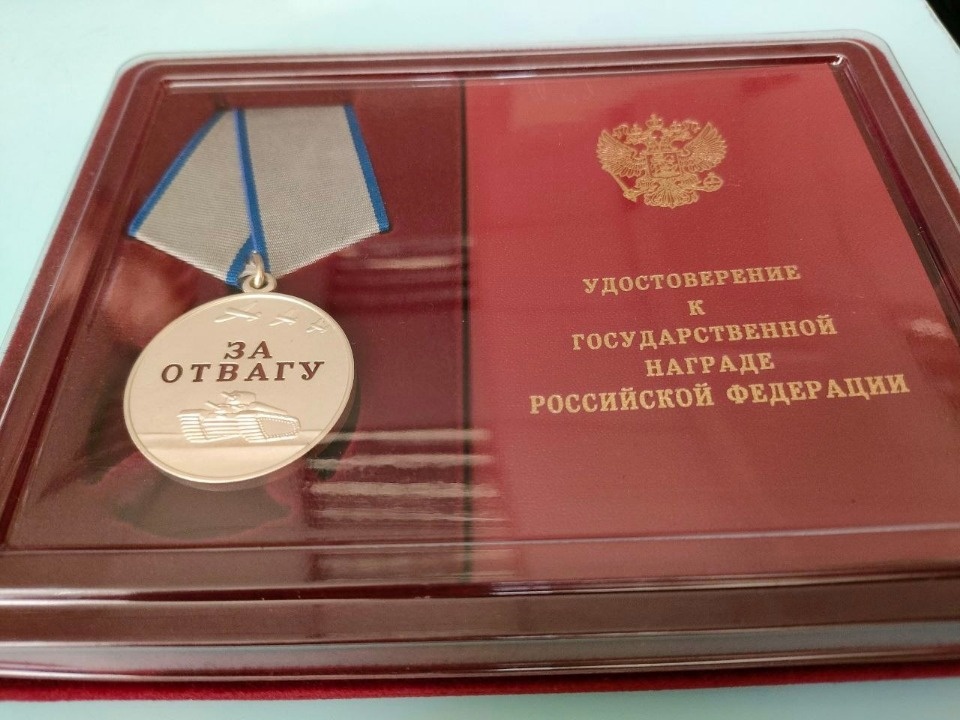 ЗА
ОТВАГУ
УДОСТОВЕРЕНИЕ
К
ГОСУДАРСТВЕННОЙ
НАГРАДЕ
РОССИЙСКОЙ ФЕДЕРАЦИИ